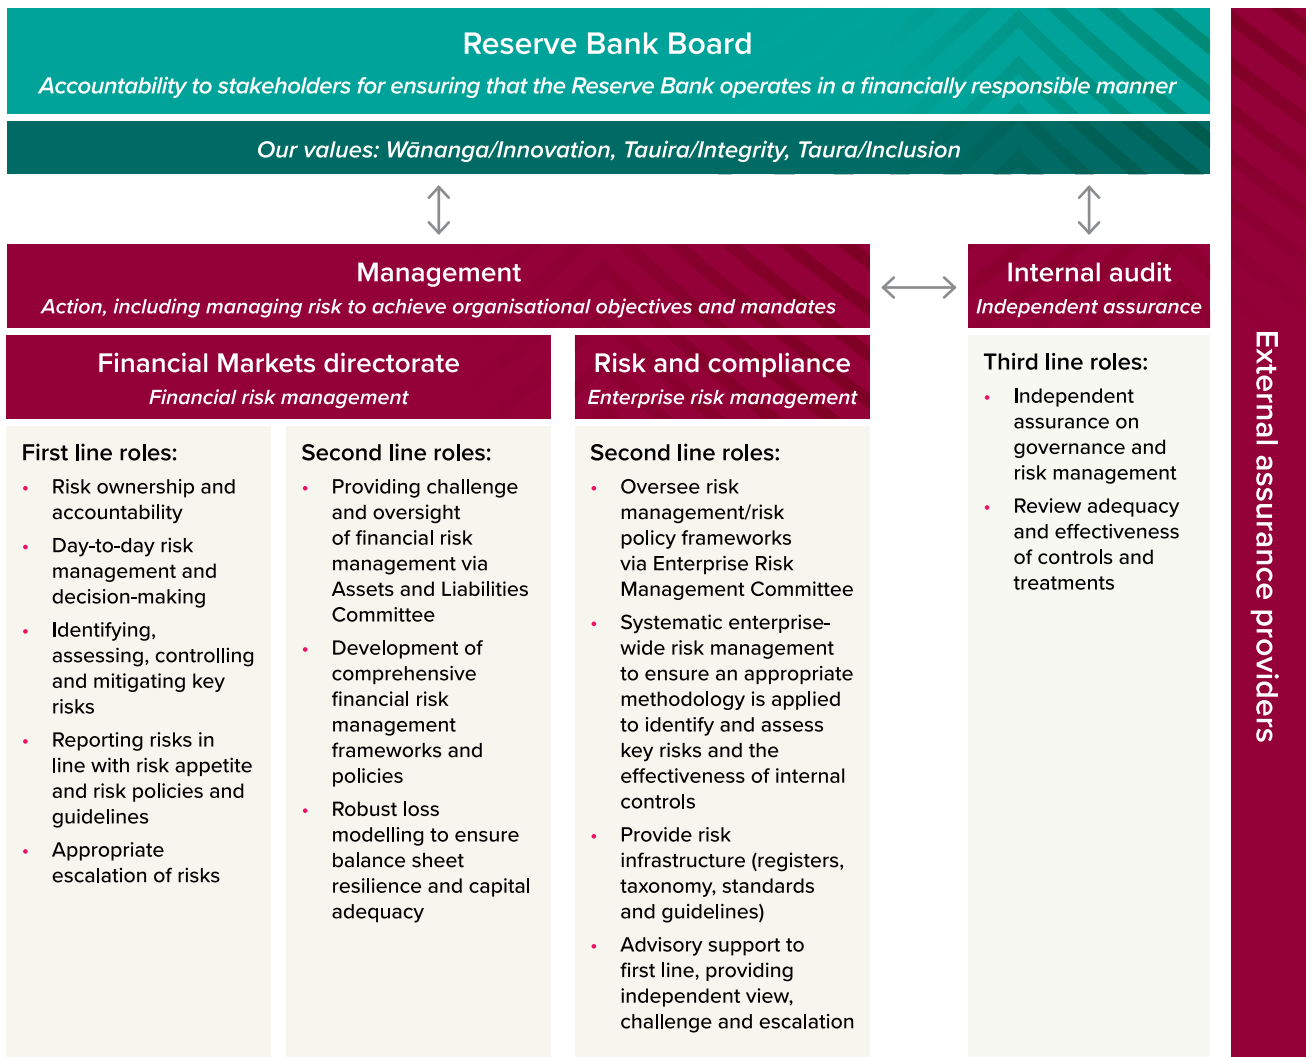 Reserve Bank Board
Accountability to stakeholders for ensuring that the Reserve Bank operates in a financially responsible manner
Our values: Wānanga/Innovation, Tauira/Integrity, Taura/Inclusion
Management
Action, including managing risk to achieve organisational objectives and mandates
Financial Markets directorate
Financial risk management
First line roles:
• Risk ownership and
accountability
• Day-to-day risk
management and
decision-making
• Identifying,
assessing, controlling
and mitigating key
risks
• Reporting risks in
line with risk appetite
and risk policies and
guidelines
• Appropriate
escalation of risks
Second line roles:
• Providing challenge
and oversight
of financial risk
management via
Assets and Liabilities
Committee
• Development of
comprehensive
financial risk
management
frameworks and
policies
• Robust loss
modelling to ensure
balance sheet
resilience and capital
adequacy
Risk and compliance
Enterprise risk management
Second line roles:
• Oversee risk
management/risk
policy frameworks
via Enterprise Risk
Management Committee
• Systematic enterprise-
wide risk management
to ensure an appropriate
methodology is applied
to identify and assess
key risks and the
effectiveness of internal
controls
• Provide risk
infrastructure (registers,
taxonomy, standards
and guidelines)
• Advisory support to
first line, providing
independent view,
challenge and escalation
Internal audit
Independent assurance
Third line roles:
• Independent
assurance on
governance and
risk management
• Review adequacy
and effectiveness
of controls and
treatments
External assurance providers